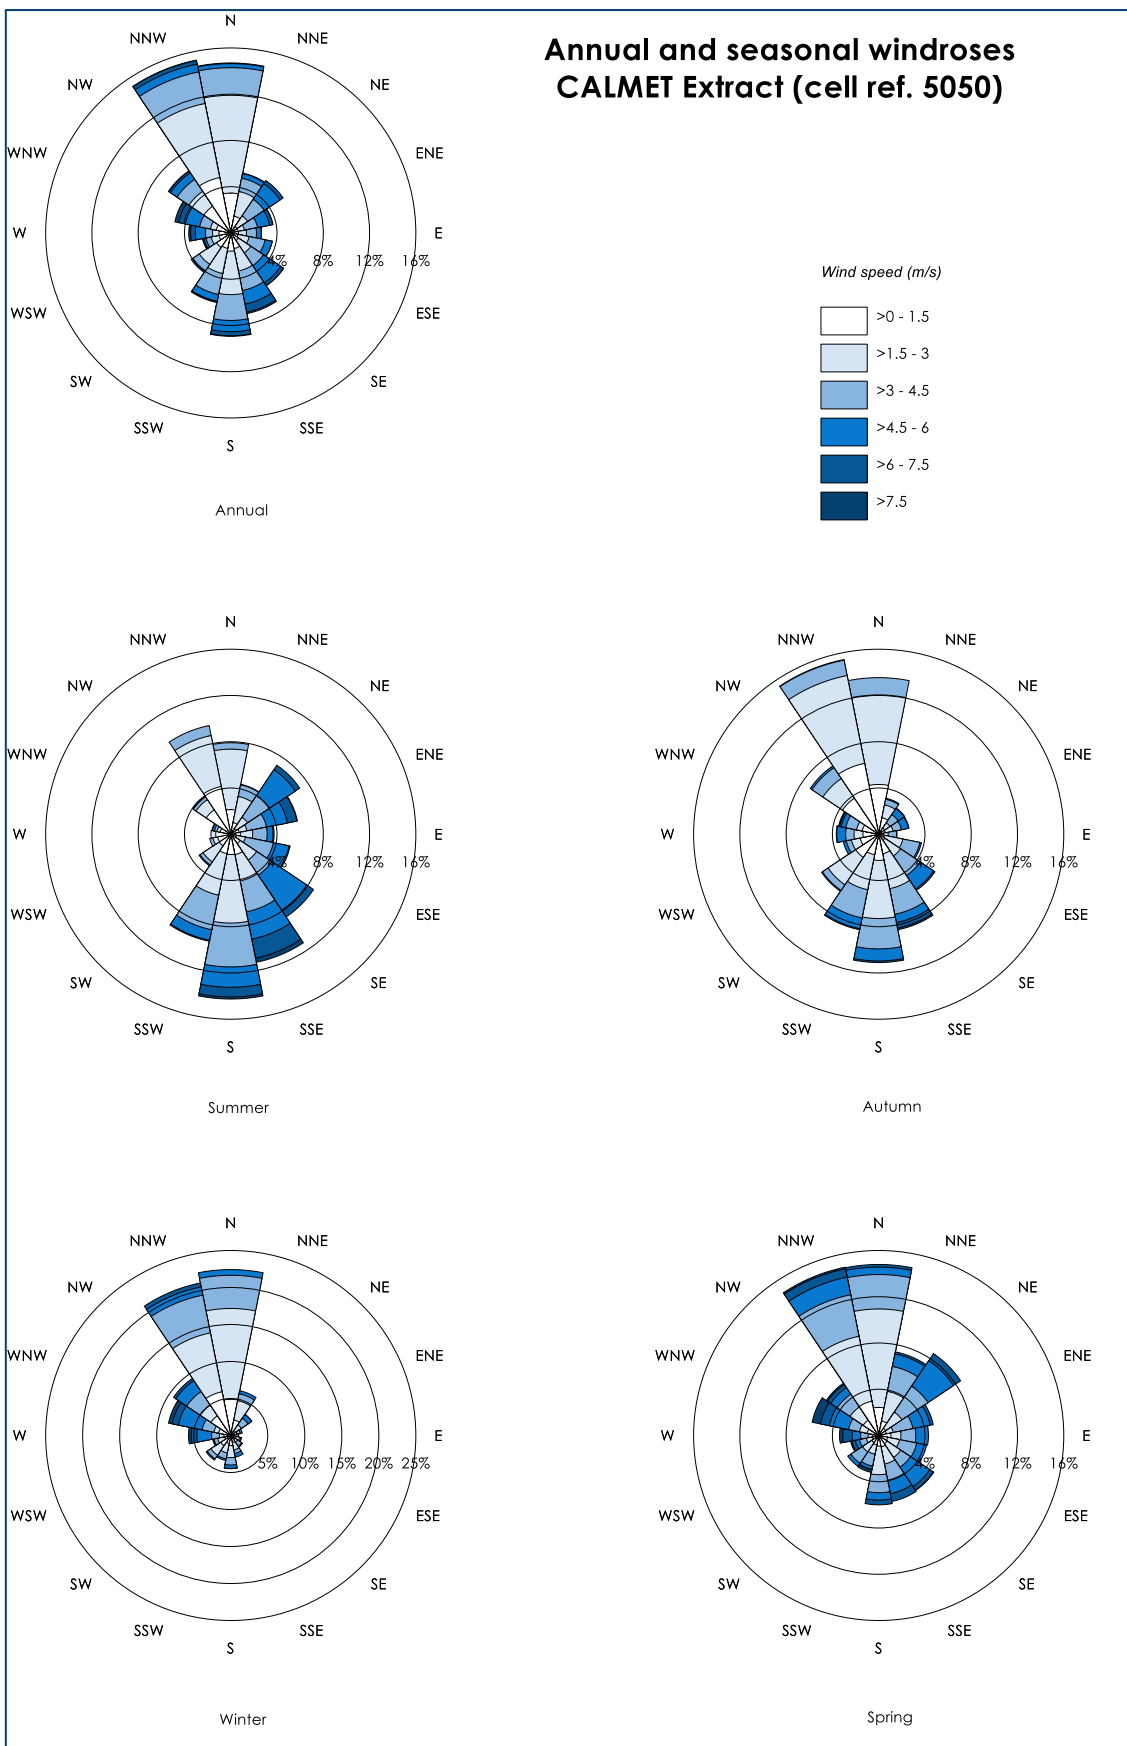 Annual and seasonal windroses
CALMET Extract (cell ref. 5050)
N
NNW NNE
NW NE
WNW ENE
W E
4% 8% 12% 16%
WSW ESE
SW SE
SSW SSE
S
Annual
Wind speed (m/s)
>0 - 1.5
>1.5 - 3
>3 - 4.5
>4.5 - 6
>6 - 7.5
>7.5
N
NNW NNE
NW NE
WNW ENE
W E
4% 8% 12% 16%
WSW ESE
SW SE
SSW SSE
S
Summer
N
NNW NNE
NW NE
WNW ENE
W E
4% 8% 12% 16%
WSW ESE
SW SE
SSW SSE
S
Autumn
N
NNW NNE
NW NE
WNW ENE
W E
5% 10% 15% 20% 25%
WSW ESE
SW SE
SSW SSE
S
Winter
N
NNW NNE
NW NE
WNW ENE
W E
4% 8% 12% 16%
WSW ESE
SW SE
SSW SSE
S
Spring